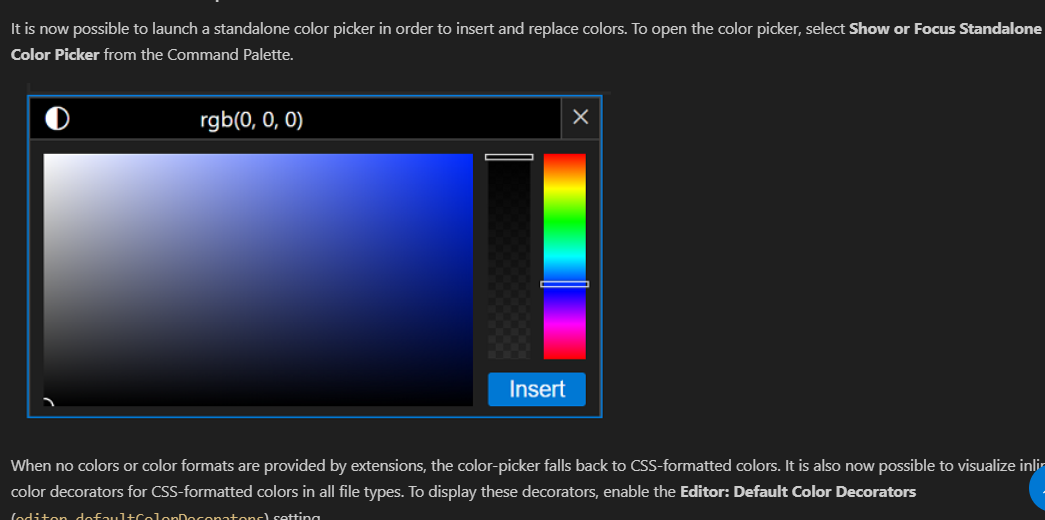 It is now possible to launch a standalone color picker in order to insert and replace colors. To open the color picker, select Show or Focus Standalone
Color Picker from the Command Palette.
rgb(0, 0, 0)
Insert
When no colors or color formats are provided by extensions, the color-picker falls back to CSS-formatted colors. It is also now possible to visualize
color decorators for CSS-formatted colors in all file types. To display these decorators, enable the Editor: Default Color Decorators
(editor.defaultColorDecorators) setting